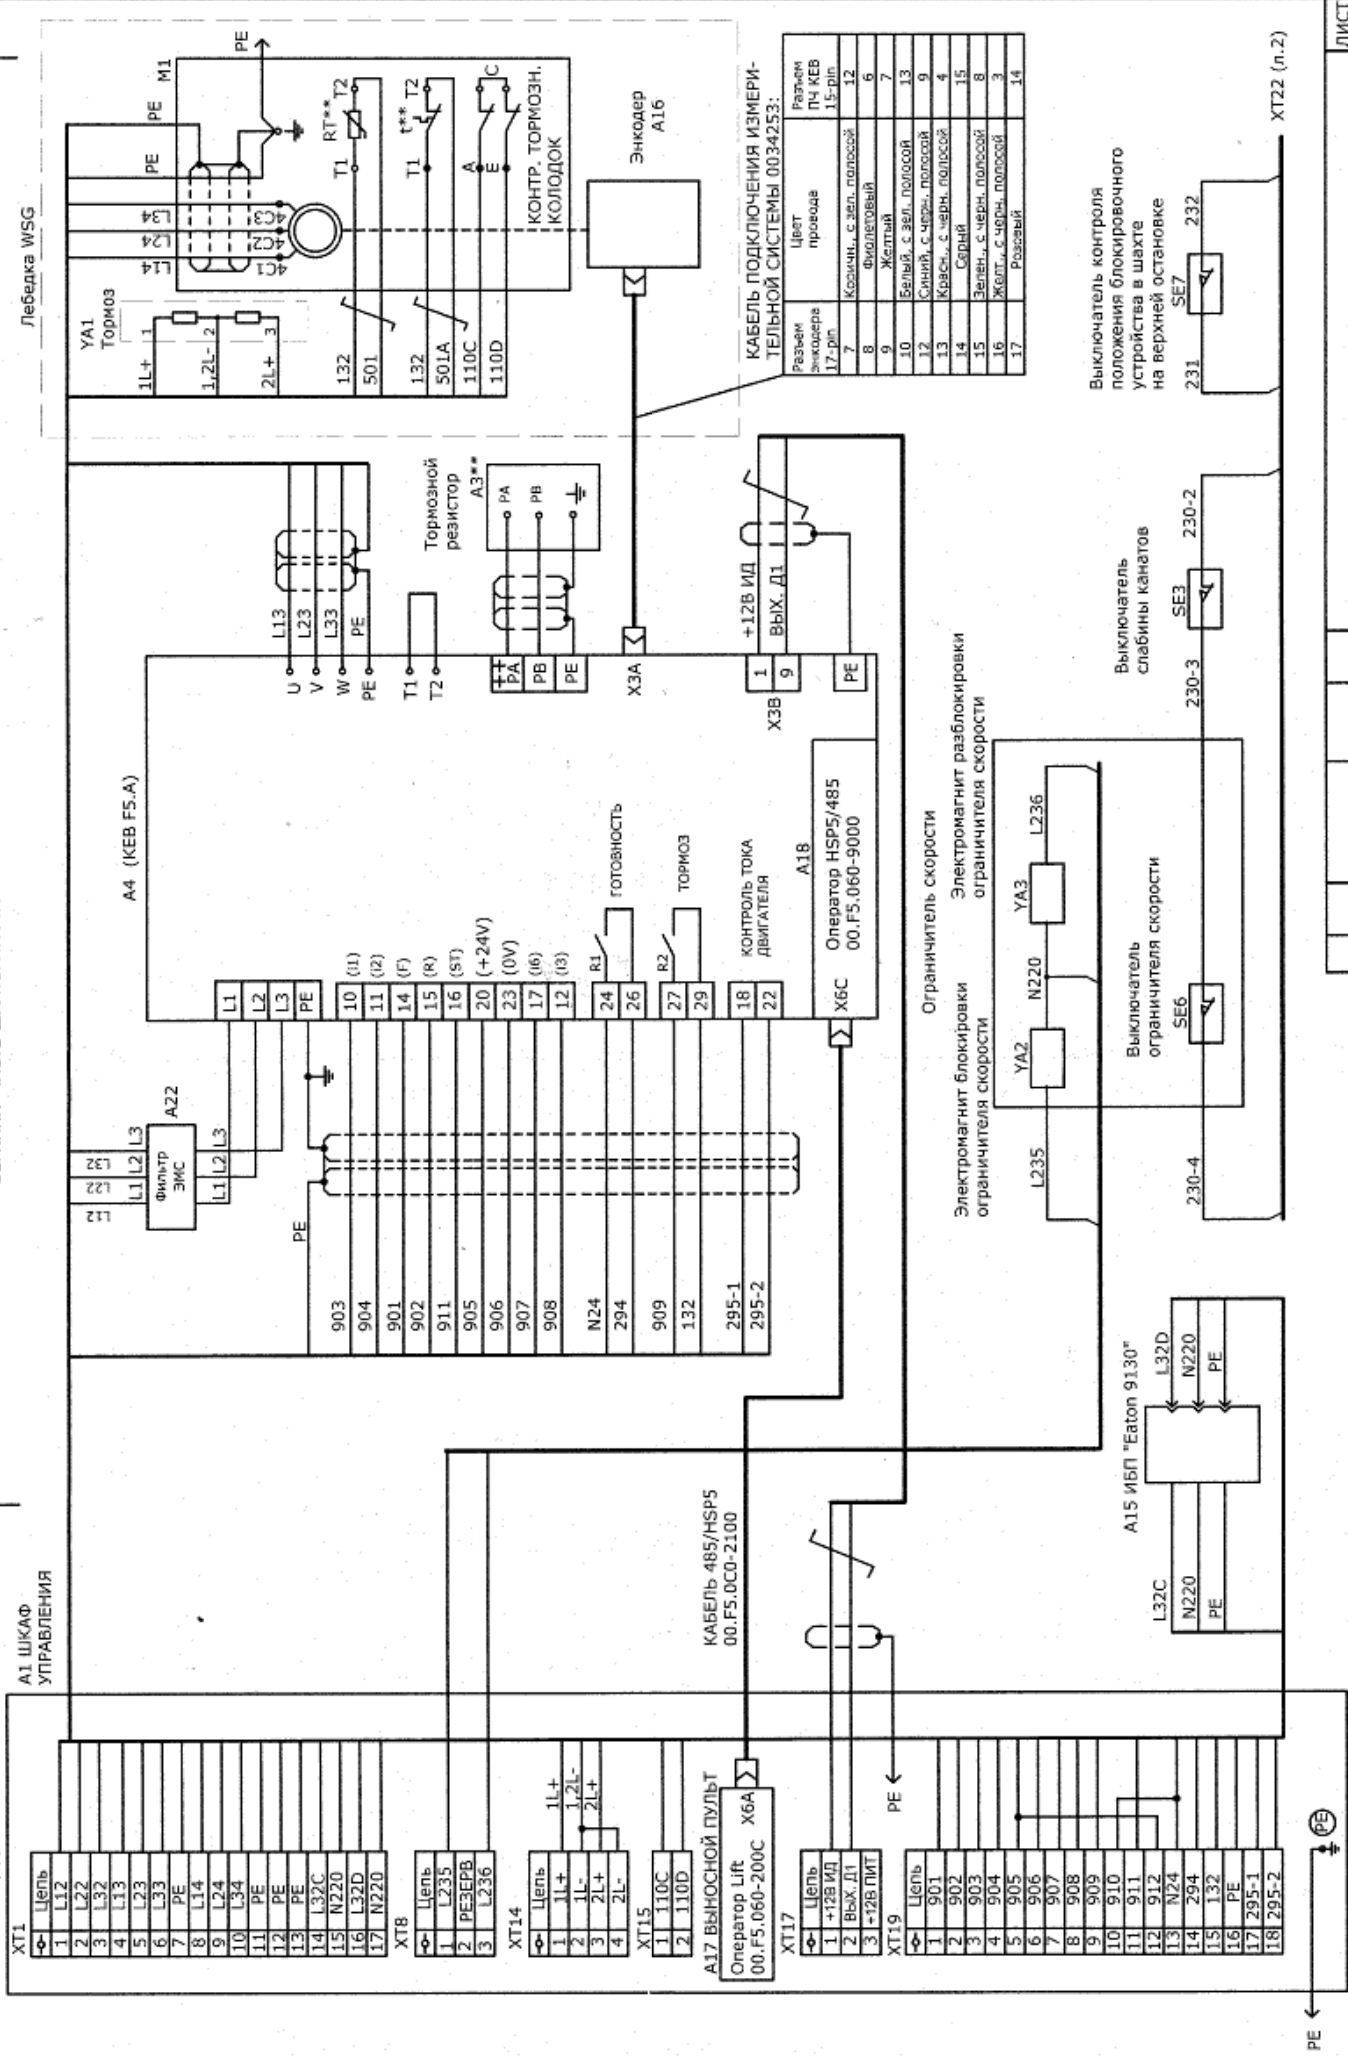 А1 ШКАФ
УПРАВЛЕНИЯ
XT1
Цепь
1 L12
2 L22
3 L32
4 L13
5 L23
6 L33
7 PE
8 L14
9 L24
10 L34
11 PE
12 PE
13 PE
14 L32C
15 N220
16 L32D
17 N220
XT8
Цепь
1 L235
2 РЕЗЕРВ
3 L236
XT14
Цепь
1 1L+
2 1L-
3 2L+
4 2L-
1L+
1,2L-
2L+
XT15
1 110C
2 110D
А17 ВЫНОСНОЙ ПУЛЬТ
Оператор Lift
00.F5.060-200C
X6A
XT17
Цепь
1 +12В ИД
2 ВЫХ. Д1
3 +12В ПИТ
PE
XT19
Цепь
1 901
2 902
3 903
4 904
5 905
6 906
7 907
8 908
9 909
10 910
11 911
12 912
13 N24
14 294
15 132
16 PE
17 295-1
18 295-2
PE
PE
КАБЕЛЬ 485/HSP5
00.F5.0C0-2100
А15 ИБП "Eaton 9130"
L32C
N220
PE
L32D
N220
PE
L12
L22
L32
L1
L2
L3
Фильтр
ЭМС
А22
L1
L2
L3
PE
903
904
901
902
911
905
906
907
908
N24
294
909
132
295-1
295-2
А4 (KEB F5.A)
L1
L2
L3
PE
10 (I1)
11 (I2)
14 (F)
15 (R)
16 (ST)
20 (+24V)
23 (0V)
17 (I6)
12 (I3)
24
26
R1
ГОТОВНОСТЬ
27
29
R2
ТОРМОЗ
18
22
КОНТРОЛЬ ТОКА
ДВИГАТЕЛЯ
X6C
А18
Оператор HSP5/485
00.F5.060-9000
U
V
W
PE
T1
T2
L13
L23
L33
PE
++
PA
PB
PE
X3A
X3B
1
9
PE
+12В ИД
ВЫХ. Д1
Тормозной
резистор
А3**
PA
PB
Лебедка WSG
YA1
Тормоз
1L+
1,2L-
2L+
1
2
3
132
501
132
501A
110C
110D
L14
L24
L34
PE
PE
PE
M1
4C1
4C2
4C3
T1
RT**
T2
T1
t**
T2
A
E
C
КОНТР. ТОРМОЗН.
КОЛОДОК
Энкодер
А16
КАБЕЛЬ ПОДКЛЮЧЕНИЯ ИЗМЕРИ-
ТЕЛЬНОЙ СИСТЕМЫ 0034253:
Разъем
энкодера
17-pin
Цвет
провода
Разъем
ПЧ KEB
15-pin
7 Коричн., с зел. полосой 12
8 Фиолетовый 6
9 Желтый 7
10 Белый, с зел. полосой 13
12 Синий, с черн. полосой 9
13 Красн., с черн. полосой 4
14 Серый 15
15 Зелен., с черн. полосой 8
16 Желт., с черн. полосой 3
17 Розовый 14
Ограничитель скорости
Электромагнит блокировки
ограничителя скорости
Электромагнит разблокировки
ограничителя скорости
L235
YA2
N220
YA3
L236
Выключатель
ограничителя скорости
SE6
230-4
230-3
Выключатель
слабины канатов
SE3
230-2
Выключатель контроля
положения блокировочного
устройства в шахте
на верхней остановке
231
SE7
232
XT22 (л.2)
ЛИСТ